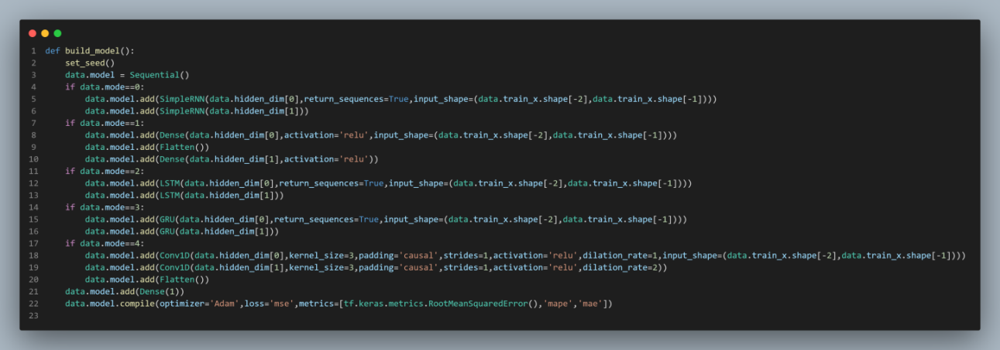 1 def build_model():
2     set_seed()
3     data.model = Sequential()
4     if data.mode==0:
5         data.model.add(SimpleRNN(data.hidden_dim[0],return_sequences=True,input_shape=(data.train_x.shape[-2],data.train_x.shape[-1])))
6         data.model.add(SimpleRNN(data.hidden_dim[1]))
7     if data.mode==1:
8         data.model.add(Dense(data.hidden_dim[0],activation='relu',input_shape=(data.train_x.shape[-2],data.train_x.shape[-1])))
9         data.model.add(Flatten())
10         data.model.add(Dense(data.hidden_dim[1],activation='relu'))
11     if data.mode==2:
12         data.model.add(LSTM(data.hidden_dim[0],return_sequences=True,input_shape=(data.train_x.shape[-2],data.train_x.shape[-1])))
13         data.model.add(LSTM(data.hidden_dim[1]))
14     if data.mode==3:
15         data.model.add(GRU(data.hidden_dim[0],return_sequences=True,input_shape=(data.train_x.shape[-2],data.train_x.shape[-1])))
16         data.model.add(GRU(data.hidden_dim[1]))
17     if data.mode==4:
18         data.model.add(Conv1D(data.hidden_dim[0],kernel_size=3,padding='causal',strides=1,activation='relu',dilation_rate=1,input_shape=(data.train_x.shape[-2],data.train_x.shape[-1])))
19         data.model.add(Conv1D(data.hidden_dim[1],kernel_size=3,padding='causal',strides=1,activation='relu',dilation_rate=2))
20         data.model.add(Flatten())
21     data.model.add(Dense(1))
22     data.model.compile(optimizer='Adam',loss='mse',metrics=[tf.keras.metrics.RootMeanSquaredError(),'mape','mae'])
23